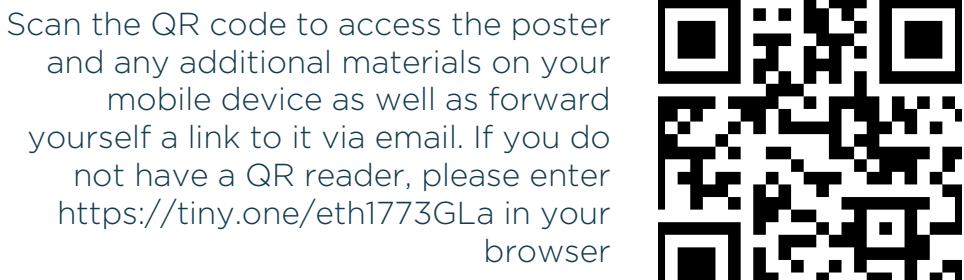 Scan the QR code to access the poster
and any additional materials on your
mobile device as well as forward
yourself a link to it via email. If you do
not have a QR reader, please enter
https://tiny.one/eth1773GLa in your
browser